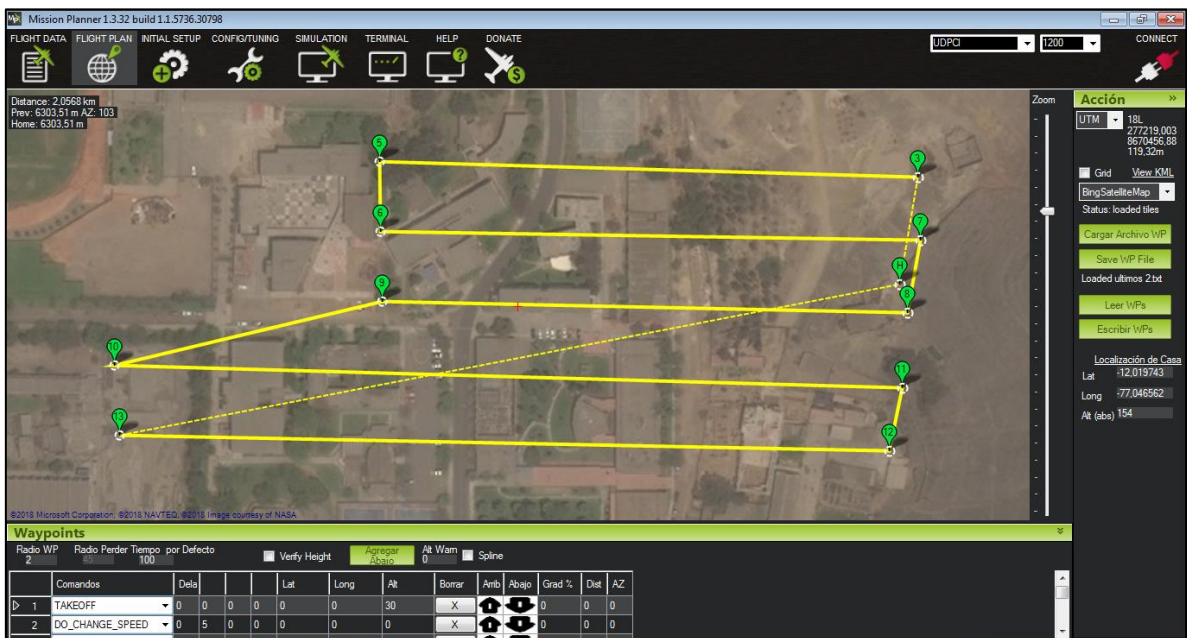 Mission Planner 1.3.32 build 1.1.5736.30798
FLIGHT DATA FLIGHT PLAN INITIAL SETUP CONFIG/TUNING SIMULATION TERMINAL HELP DONATE
UDPCl 1200 CONNECT
Distance: 2,0568 km
Prev: 6303,51 m AZ: 103
Home: 6303,51 m
5
3
6
7
H
9
8
10
11
13
12
©2018 Microsoft Corporation, ©2018 NAVTEQ, ©2018 Image courtesy of NASA
Zoom
Acción »
UTM 18L
277219,003
8670456,88
119,32m
Grid View KML
BingSatelliteMap
Status: loaded tiles
Cargar Archivo WP
Save WP File
Loaded ultimos 2.txt
Leer WPs
Escribir WPs
Localización de Casa
Lat -12,019743
Long -77,046562
Alt (abs) 154
Waypoints
Radio WP Radio Perder Tiempo por Defecto
2 45 100
Verify Height
Agregar Abajo
Alt Warn
0
Spline
Comandos Dela Lat Long Alt Borrar Arrib Abajo Grad % Dist AZ
1 TAKEOFF 0 0 0 0 0 0 30 X 0 0 0
2 DO_CHANGE_SPEED 0 5 0 0 0 0 0 X 0 0 0